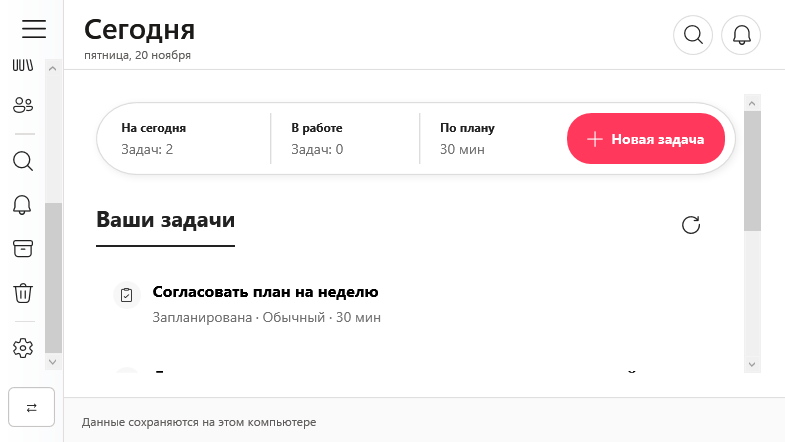 Сегодня
пятница, 20 ноября
На сегодня
Задач: 2
В работе
Задач: 0
По плану
30 мин
Новая задача
Ваши задачи
Согласовать план на неделю
Запланирована · Обычный · 30 мин
Данные сохраняются на этом компьютере